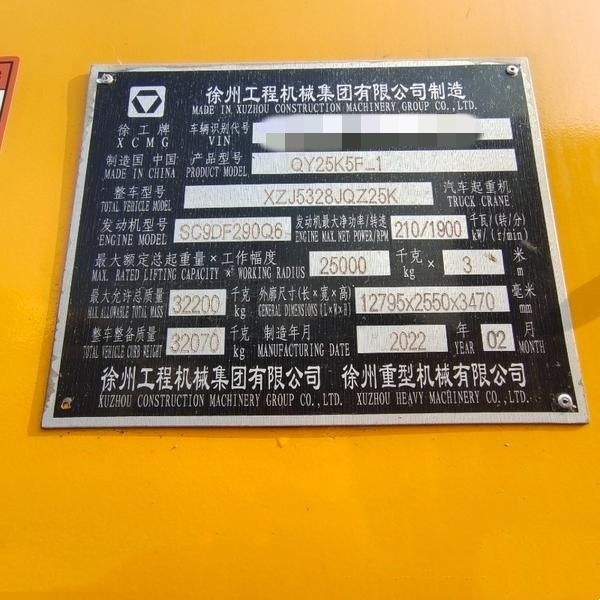 徐州工程机械集团有限公司制造
MADE IN XUZHOU CONSTRUCTION MACHINERY GROUP CO.,LTD.
徐工牌 车辆识别代号
XCMG VIN
制造国 中国 产品型号 QY25K5F_1
MADE IN CHINA PRODUCT MODEL
整车型号 XZJ5328JQZ25K 汽车起重机
TOTAL VEHICLE MODEL TRUCK CRANE
发动机型号 SC9DF290Q6 发动机最大净功率/转速 210/1900 千瓦/(转/分)
ENGINE MODEL ENGINE MAX.NET POWER/RPM kW/(r/min)
最大额定总起重量×工作幅度 25000 千克 × 3 米
MAX. RATED LIFTING CAPACITY × WORKING RADIUS kg m
最大允许总质量 32200 千克 外廓尺寸(长×宽×高) 12795x2550x3470 毫米
MAX ALLOWABLE TOTAL MASS kg GENERAL DIMENSIONS (L×W×H) mm
整车整备质量 32070 千克 制造年月 2022 年 02 月
TOTAL VEHICLE CURB WEIGHT kg MANUFACTURING DATE YEAR MONTH
徐州工程机械集团有限公司 徐州重型机械有限公司
XUZHOU CONSTRUCTION MACHINERY GROUP CO.,LTD. XUZHOU HEAVY MACHINERY CO.,LTD.